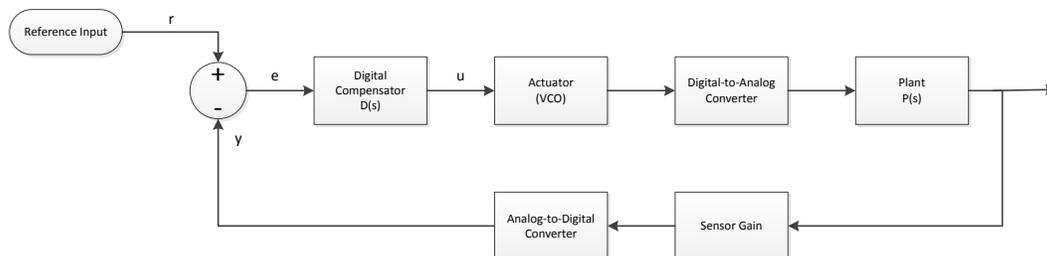 r
Reference Input
+
e
Digital
Compensator
D(s)
u
Actuator
(VCO)
Digital-to-Analog
Converter
Plant
P(s)
-
y
Analog-to-Digital
Converter
Sensor Gain